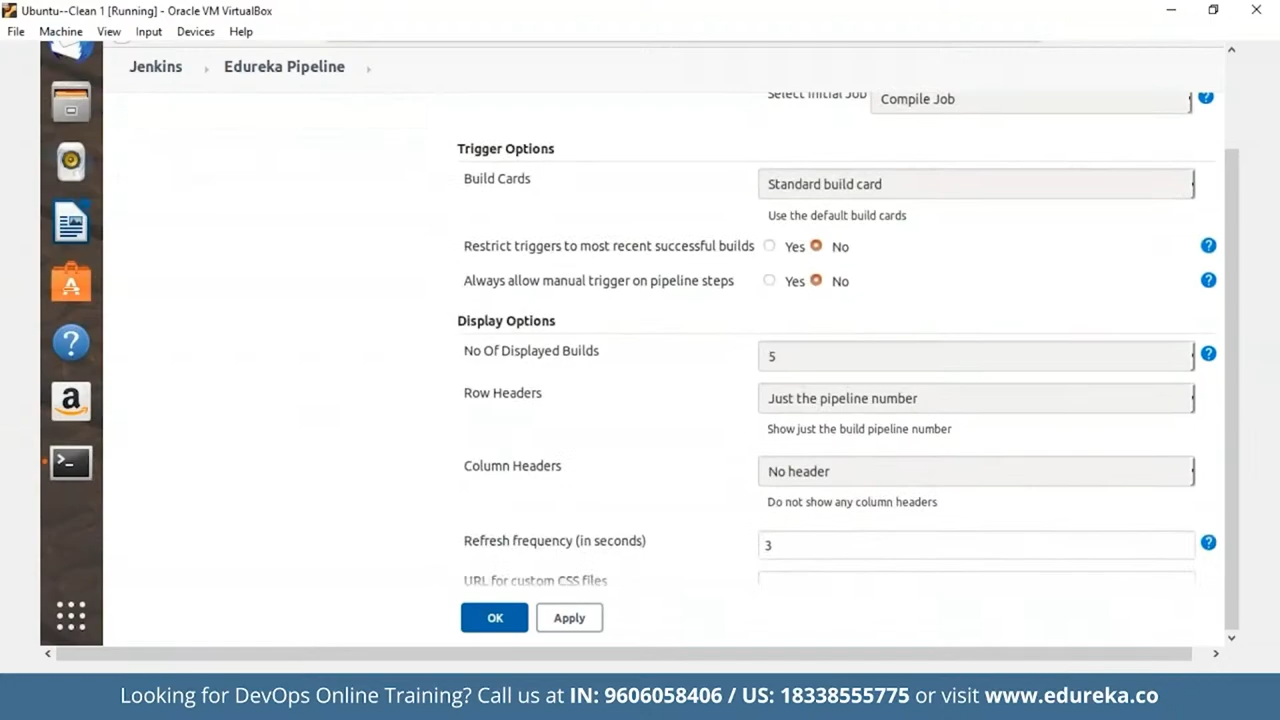 Ubuntu--Clean 1 [Running] - Oracle VM VirtualBox
File Machine View Input Devices Help
Jenkins Edureka Pipeline
Select Initial Job Compile Job ?
Trigger Options
Build Cards Standard build card
Use the default build cards
Restrict triggers to most recent successful builds Yes No ?
Always allow manual trigger on pipeline steps Yes No ?
Display Options
No Of Displayed Builds 5 ?
Row Headers Just the pipeline number
Show just the build pipeline number
Column Headers No header
Do not show any column headers
Refresh frequency (in seconds) 3 ?
URL for custom CSS files
OK Apply
Looking for DevOps Online Training? Call us at IN: 9606058406 / US: 18338555775 or visit www.edureka.co